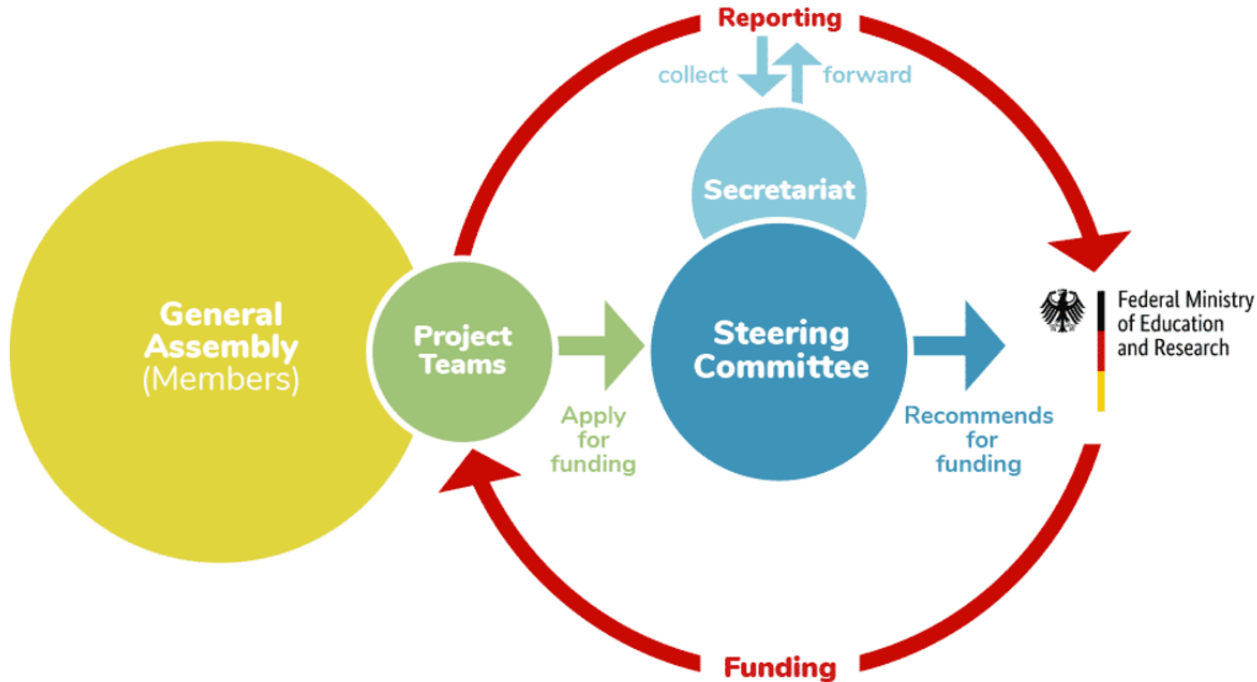 Reporting
collect
forward
Secretariat
General
Assembly
(Members)
Project
Teams
Steering
Committee
Federal Ministry
of Education
and Research
Apply
for
funding
Recommends
for
funding
Funding